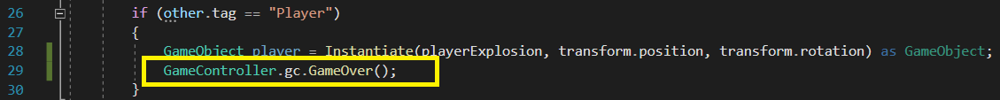 26 if (other.tag == "Player")
27 {
28 GameObject player = Instantiate(playerExplosion, transform.position, transform.rotation) as GameObject;
29 GameController.gc.GameOver();
30 }